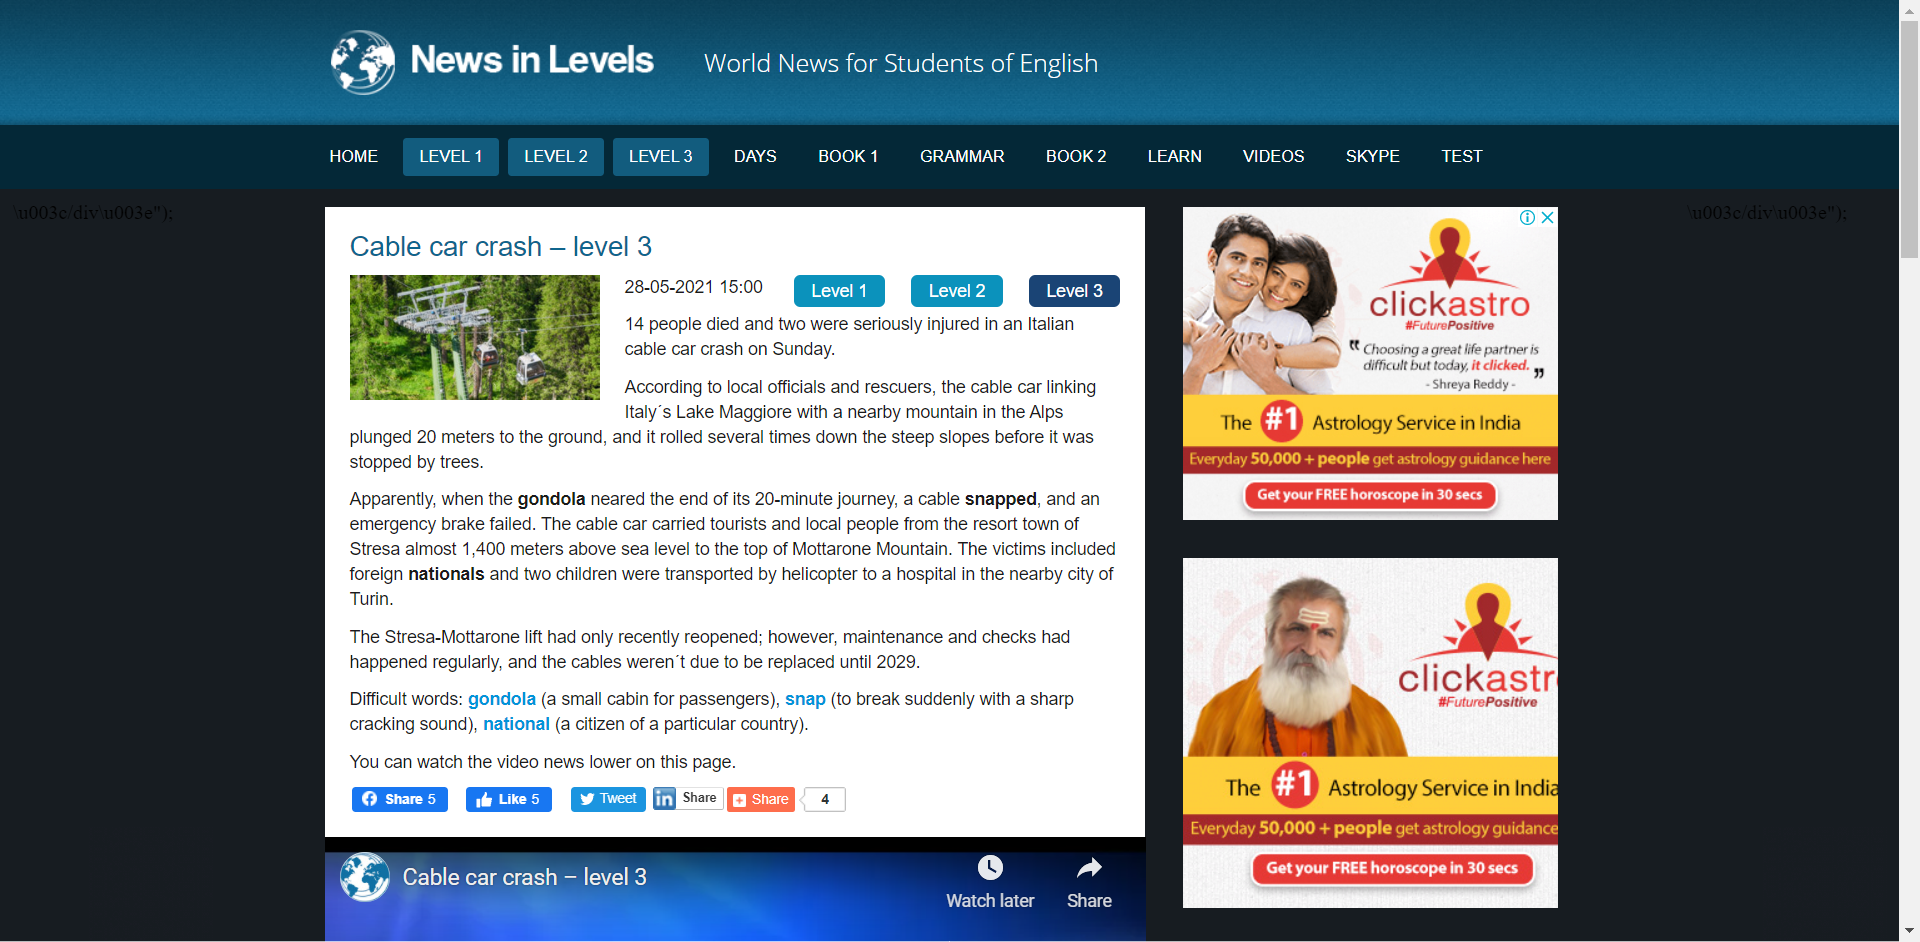 News in Levels
World News for Students of English
HOME LEVEL 1 LEVEL 2 LEVEL 3 DAYS BOOK 1 GRAMMAR BOOK 2 LEARN VIDEOS SKYPE TEST
\u003c/div\u003e");
\u003c/div\u003e");
Cable car crash – level 3
28-05-2021 15:00
Level 1
Level 2
Level 3
14 people died and two were seriously injured in an Italian
cable car crash on Sunday.
According to local officials and rescuers, the cable car linking
Italy´s Lake Maggiore with a nearby mountain in the Alps
plunged 20 meters to the ground, and it rolled several times down the steep slopes before it was
stopped by trees.
Apparently, when the gondola neared the end of its 20-minute journey, a cable snapped, and an
emergency brake failed. The cable car carried tourists and local people from the resort town of
Stresa almost 1,400 meters above sea level to the top of Mottarone Mountain. The victims included
foreign nationals and two children were transported by helicopter to a hospital in the nearby city of
Turin.
The Stresa-Mottarone lift had only recently reopened; however, maintenance and checks had
happened regularly, and the cables weren´t due to be replaced until 2029.
Difficult words: gondola (a small cabin for passengers), snap (to break suddenly with a sharp
cracking sound), national (a citizen of a particular country).
You can watch the video news lower on this page.
Share 5
Like 5
Tweet
in Share
Share
4
Cable car crash – level 3
Watch later
Share
clickastro
#FuturePositive
" Choosing a great life partner is
difficult but today, it clicked. "
- Shreya Reddy -
The #1 Astrology Service in India
Everyday 50,000 + people get astrology guidance here
Get your FREE horoscope in 30 secs
clickastr
#FuturePositive
The #1 Astrology Service in India
Everyday 50,000 + people get astrology guidance
Get your FREE horoscope in 30 secs